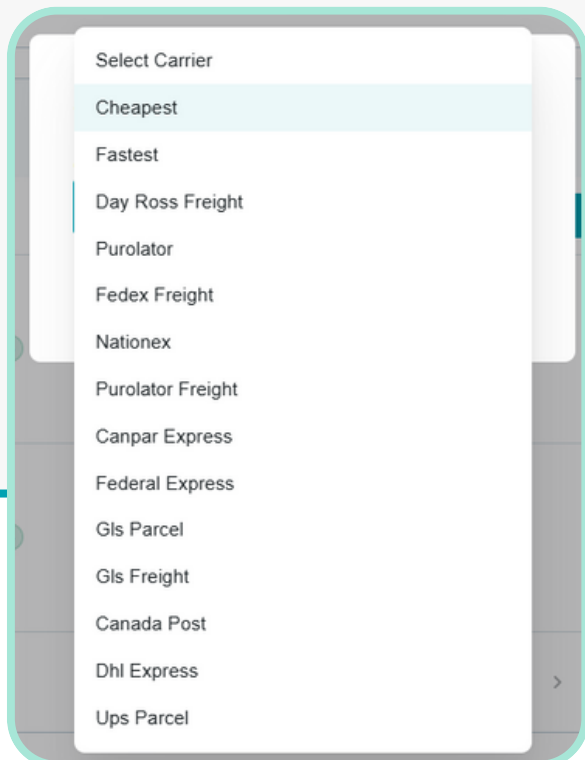 Select Carrier
Cheapest
Fastest
Day Ross Freight
Purolator
Fedex Freight
Nationex
Purolator Freight
Canpar Express
Federal Express
Gls Parcel
Gls Freight
Canada Post
Dhl Express
Ups Parcel